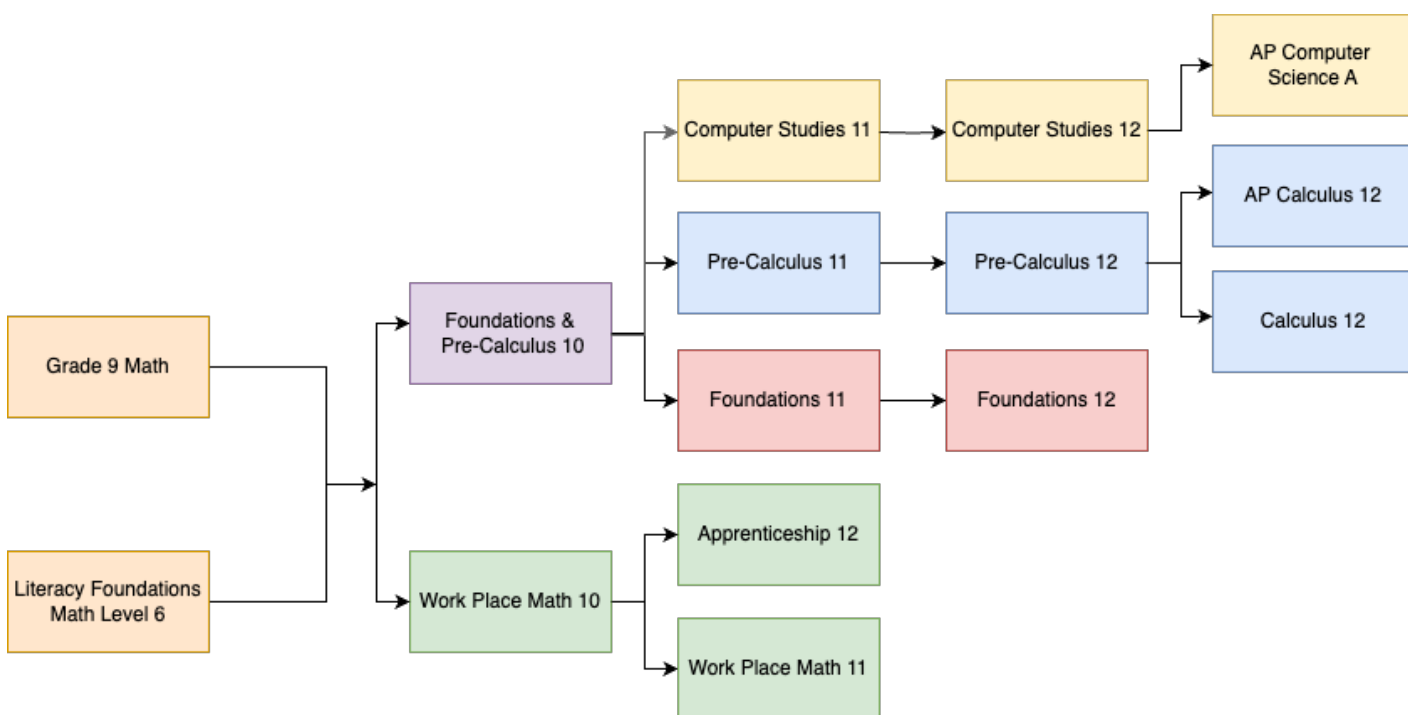 AP Computer
Science A
Computer Studies 11
Computer Studies 12
AP Calculus 12
Pre-Calculus 11
Pre-Calculus 12
Calculus 12
Foundations &
Pre-Calculus 10
Grade 9 Math
Foundations 11
Foundations 12
Apprenticeship 12
Literacy Foundations
Math Level 6
Work Place Math 10
Work Place Math 11